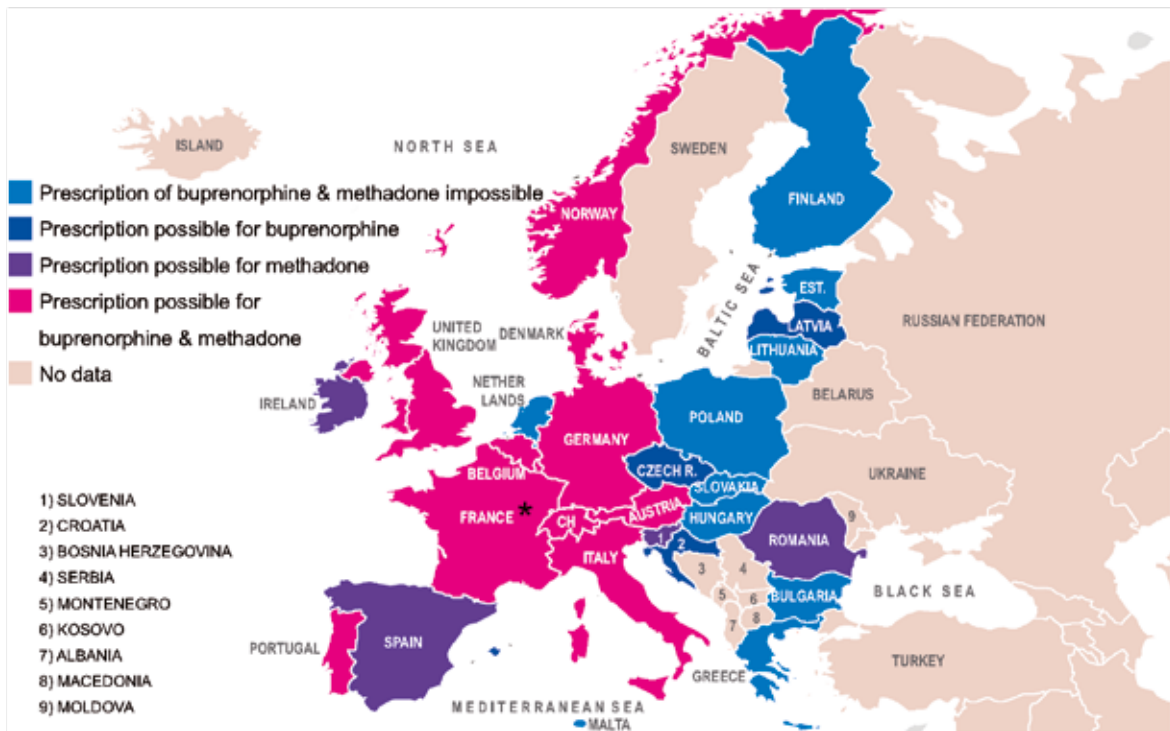 ISLAND
NORTH SEA
SWEDEN
Prescription of buprenorphine & methadone impossible
FINLAND
Prescription possible for buprenorphine
NORWAY
Prescription possible for methadone
Prescription possible for
buprenorphine & methadone
No data
BALTIC SEA
EST.
LATVIA
LITHUANIA
RUSSIAN FEDERATION
UNITED
KINGDOM
DENMARK
NETHER
LANDS
IRELAND
BELARUS
POLAND
GERMANY
BELGIUM
CZECH R.
UKRAINE
SLOVAKIA
FRANCE *
CH
AUSTRIA
HUNGARY
ITALY
ROMANIA
1
2
3
4
5
6
7
8
9
BULGARIA
BLACK SEA
1) SLOVENIA
2) CROATIA
3) BOSNIA HERZEGOVINA
4) SERBIA
5) MONTENEGRO
6) KOSOVO
7) ALBANIA
8) MACEDONIA
9) MOLDOVA
PORTUGAL
SPAIN
GREECE
TURKEY
MEDITERRANEAN SEA
MALTA